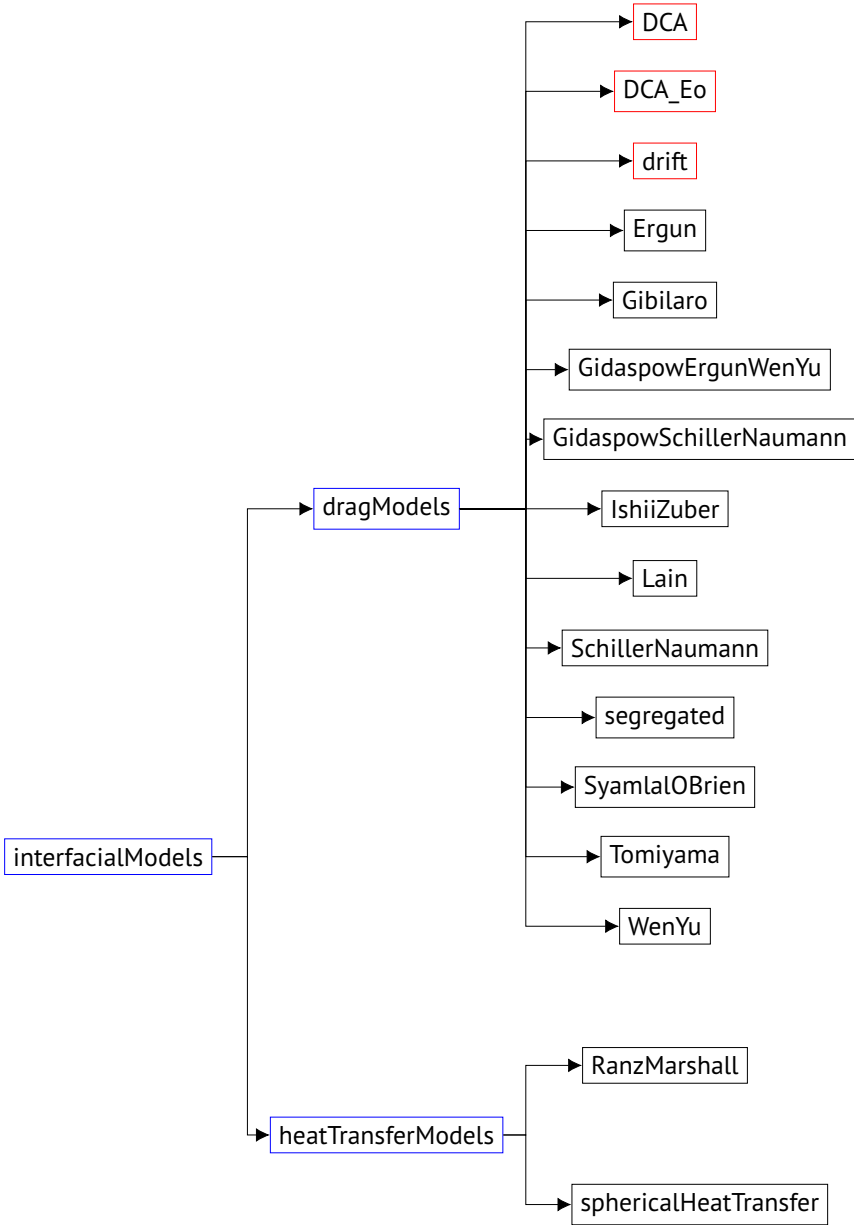 DCA
DCA_Eo
drift
Ergun
Gibilaro
GidaspowErgunWenYu
GidaspowSchillerNaumann
dragModels
IshiiZuber
Lain
SchillerNaumann
segregated
SyamlalOBrien
interfacialModels
Tomiyama
WenYu
RanzMarshall
heatTransferModels
sphericalHeatTransfer